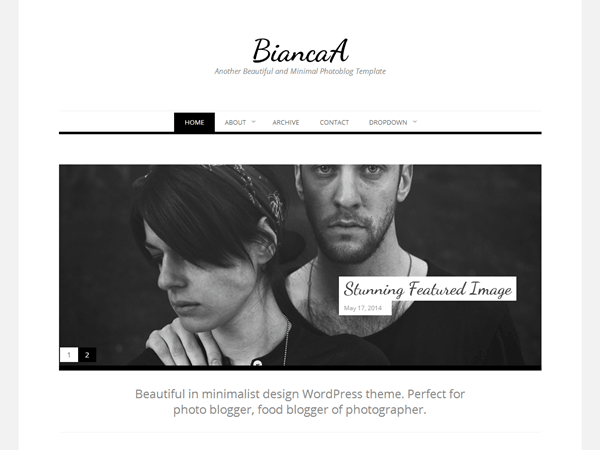 BiancaA
Another Beautiful and Minimal Photoblog Template
HOME ABOUT ARCHIVE CONTACT DROPDOWN
Stunning Featured Image
May 17, 2014
1 2
Beautiful in minimalist design WordPress theme. Perfect for
photo blogger, food blogger of photographer.